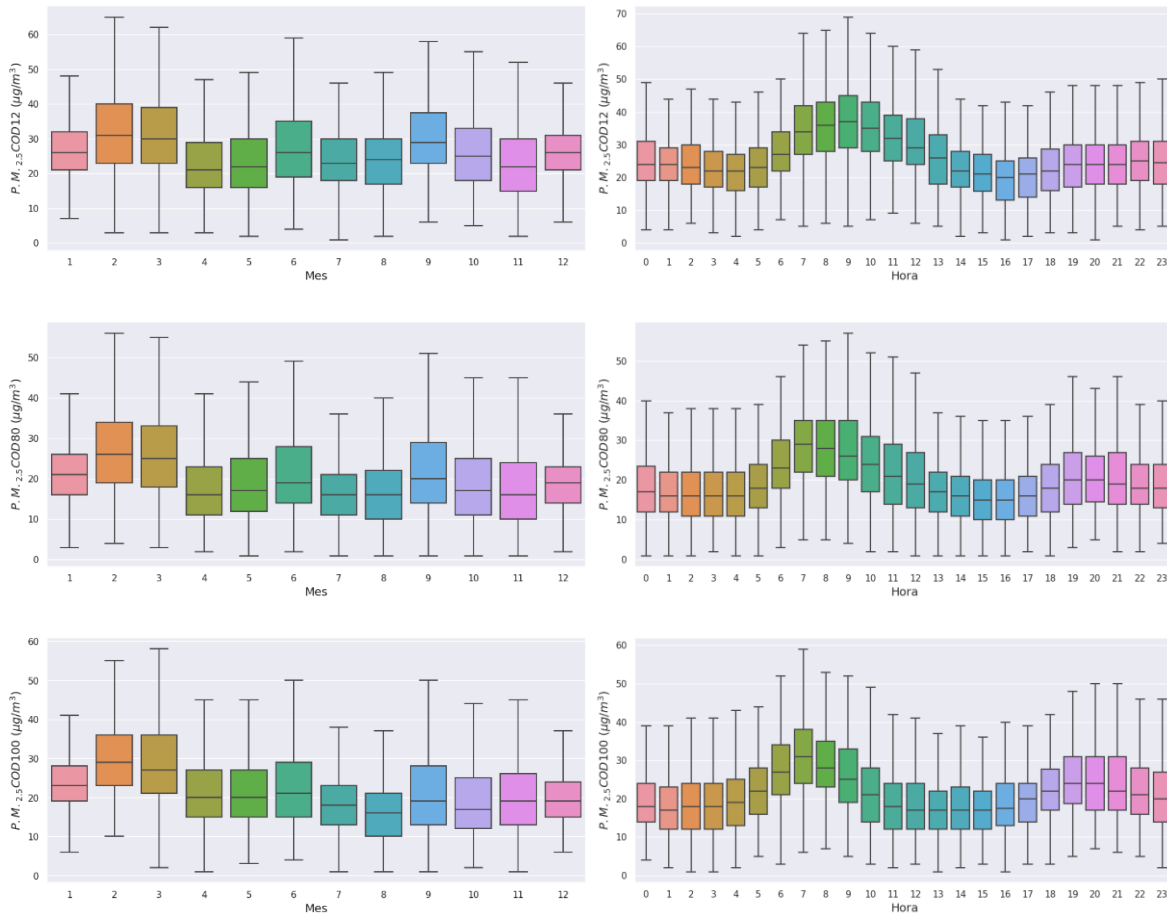 P.M.₂.₅COD12 (μg/m³)
60
50
40
30
20
10
0
1 2 3 4 5 6 7 8 9 10 11 12
Mes
P.M.₂.₅COD12 (μg/m³)
70
60
50
40
30
20
10
0
0 1 2 3 4 5 6 7 8 9 10 11 12 13 14 15 16 17 18 19 20 21 22 23
Hora
P.M.₂.₅COD80 (μg/m³)
50
40
30
20
10
0
1 2 3 4 5 6 7 8 9 10 11 12
Mes
P.M.₂.₅COD80 (μg/m³)
50
40
30
20
10
0
0 1 2 3 4 5 6 7 8 9 10 11 12 13 14 15 16 17 18 19 20 21 22 23
Hora
P.M.₂.₅COD100 (μg/m³)
60
50
40
30
20
10
0
1 2 3 4 5 6 7 8 9 10 11 12
Mes
P.M.₂.₅COD100 (μg/m³)
60
50
40
30
20
10
0
0 1 2 3 4 5 6 7 8 9 10 11 12 13 14 15 16 17 18 19 20 21 22 23
Hora